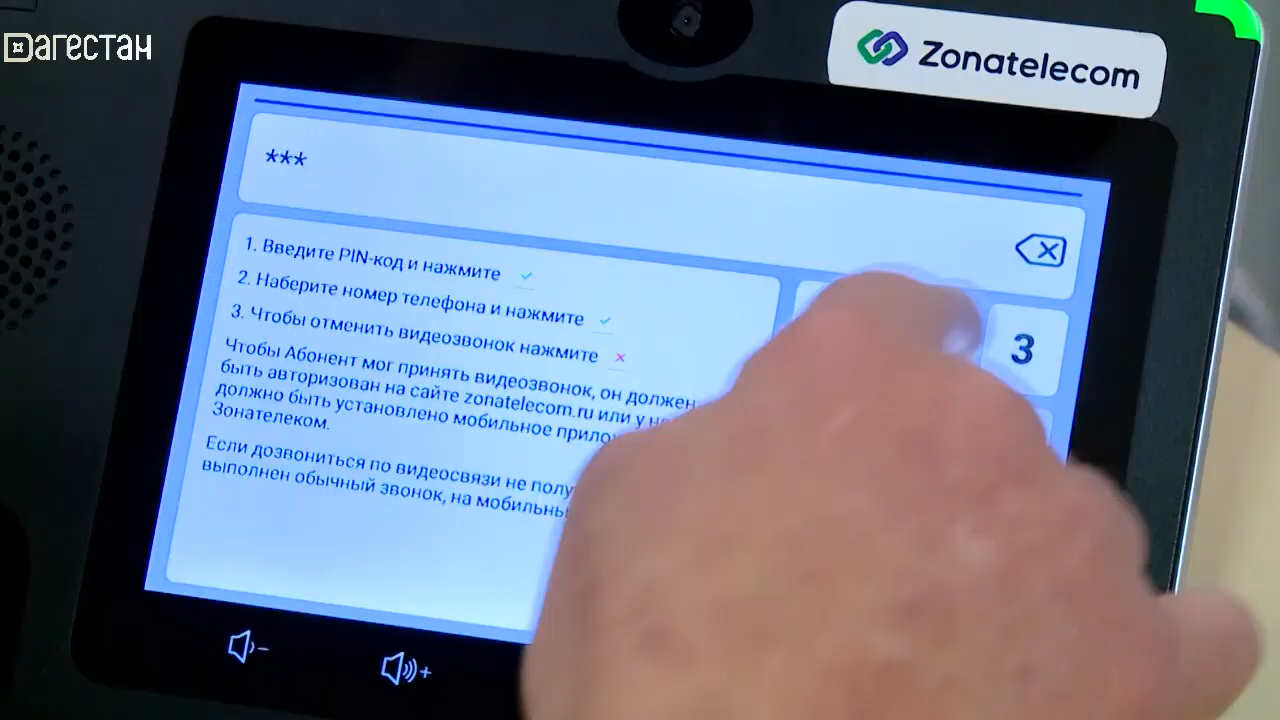 Дагестан
Zonatelecom
***
1. Введите PIN-код и нажмите ✓
2. Наберите номер телефона и нажмите ✓
3. Чтобы отменить видеозвонок нажмите ×
3
Чтобы Абонент мог принять видеозвонок, он должен
быть авторизован на сайте zonatelecom.ru или у
должно быть установлено мобильное
Зонателеком.
Если дозвониться по видеосвязи не
выполнен обычный звонок, на